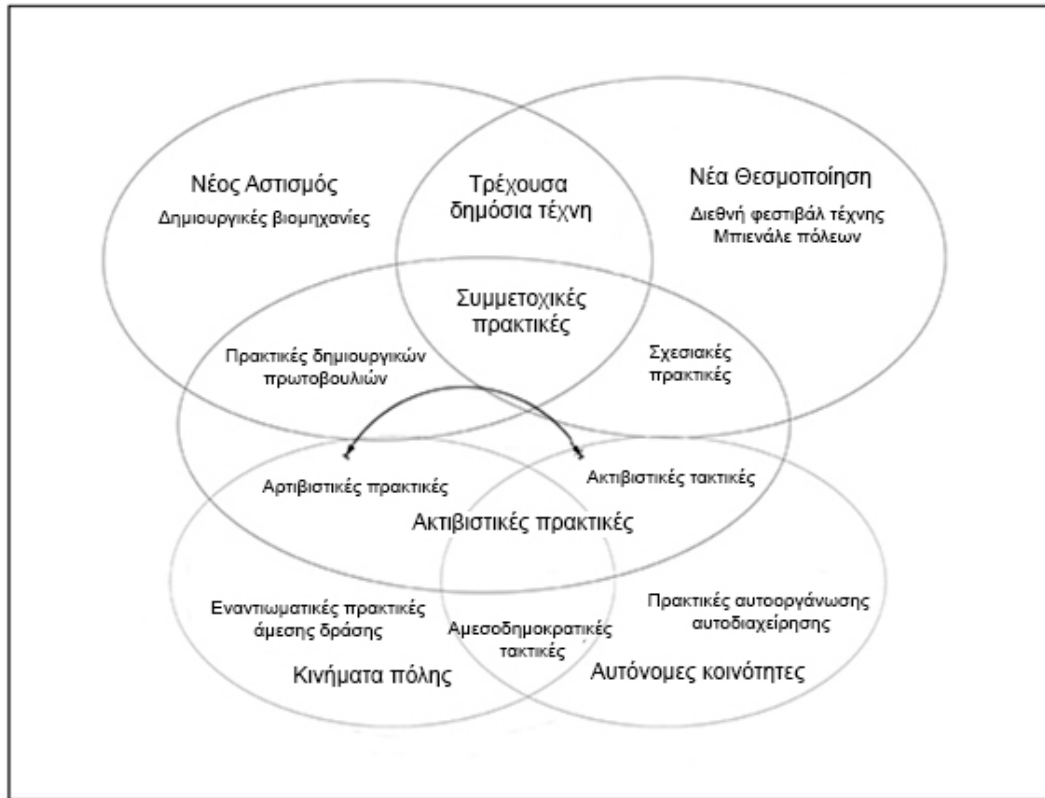 Νέος Αστισμός
Δημιουργικές βιομηχανίες
Τρέχουσα
δημόσια τέχνη
Νέα Θεσμοποίηση
Διεθνή φεστιβάλ τέχνης
Μπιενάλε πόλεων
Συμμετοχικές
πρακτικές
Πρακτικές δημιουργικών
πρωτοβουλιών
Σχεσιακές
πρακτικές
Αρτιβιστικές πρακτικές
Ακτιβιστικές τακτικές
Ακτιβιστικές πρακτικές
Εναντιωματικές πρακτικές
άμεσης δράσης
Κινήματα πόλης
Αμεσοδημοκρατικές
τακτικές
Πρακτικές αυτοοργάνωσης
αυτοδιαχείρησης
Αυτόνομες κοινότητες